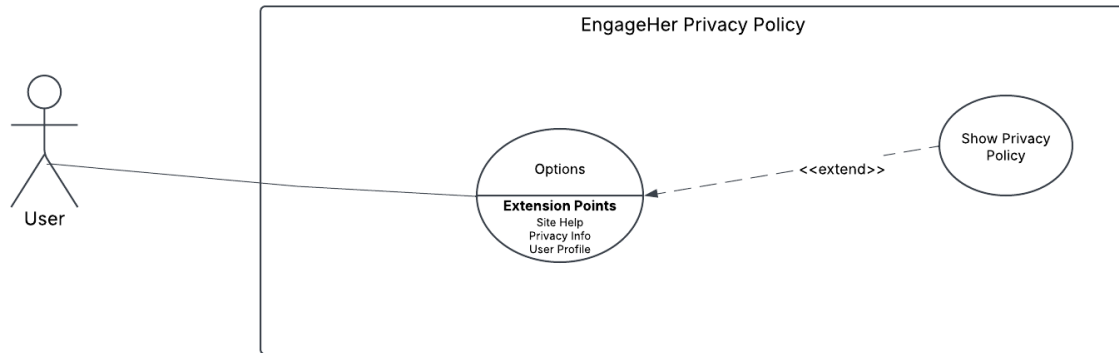 EngageHer Privacy Policy
User
Options
Extension Points
Site Help
Privacy Info
User Profile
<<extend>>
Show Privacy
Policy